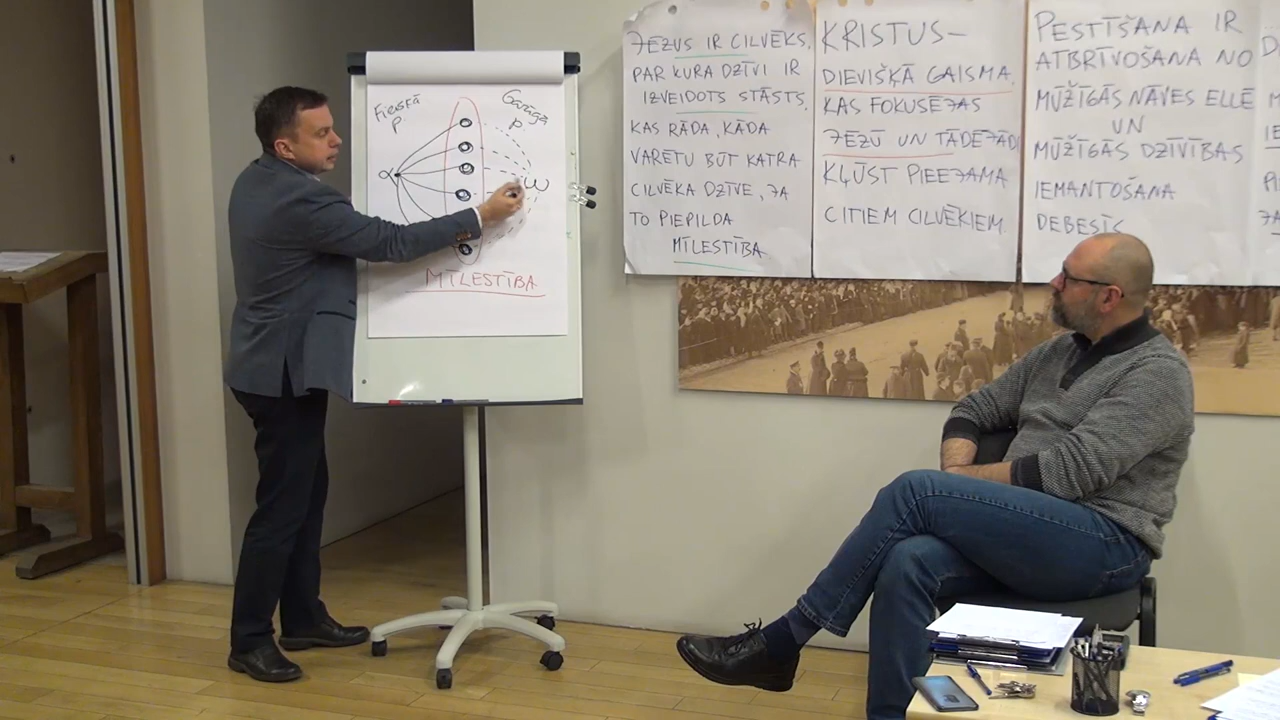 Fiziskā
p.
Garīgā
p.
α
ω
MĪLESTĪBA
JĒZUS IR CILVĒKS,
PAR KURA DZĪVI IR
IZVEIDOTS STĀSTS,
KAS RĀDA, KĀDA
VARĒTU BŪT KATRA
CILVĒKA DZĪVE, JA
TO PIEPILDA
MĪLESTĪBA.
KRISTUS-
DIEVIŠĶĀ GAISMA,
KAS FOKUSĒJAS
JĒZŪ UN TĀDĒJĀDI
KĻŪST PIEEJAMA
CITIEM CILVĒKIEM.
PESTĪŠANA IR
ATBRĪVOŠANA NO
MŪŽĪGĀS NĀVES ELLĒ
UN
MŪŽĪGĀS DZĪVĪBAS
IEMANTOŠANA
DEBESĪS